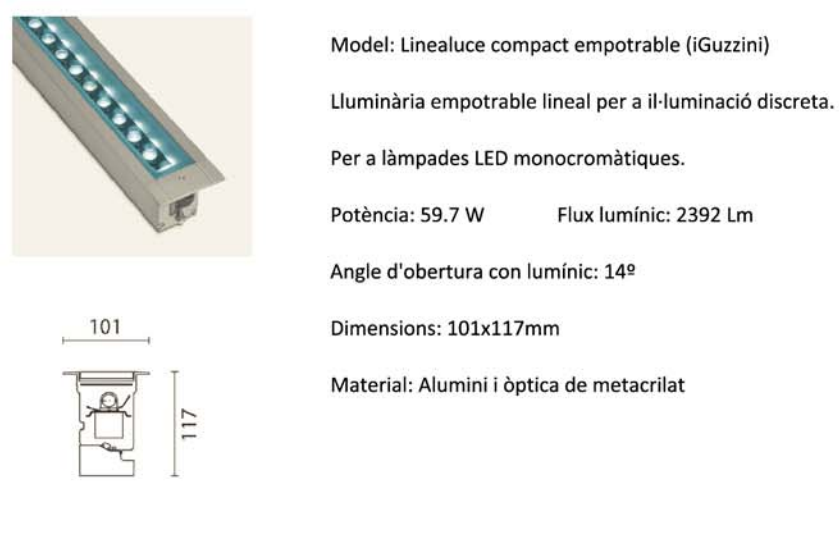 Model: Linealuce compact empotrable (iGuzzini)
Lluminària empotrable lineal per a il·luminació discreta.
Per a làmpades LED monocromàtiques.
Potència: 59.7 W Flux lumínic: 2392 Lm
Angle d'obertura con lumínic: 14º
Dimensions: 101x117mm
Material: Alumini i òptica de metacrilat
101
117